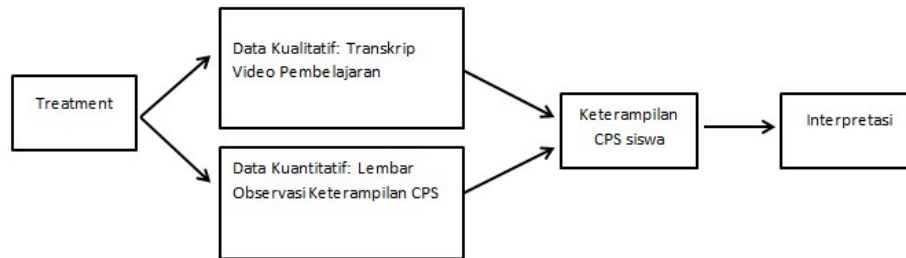 Treatment
Data Kualitatif: Transkrip
Video Pembelajaran
Data Kuantitatif: Lembar
Observasi Keterampilan CPS
Keterampilan
CPS siswa
Interpretasi